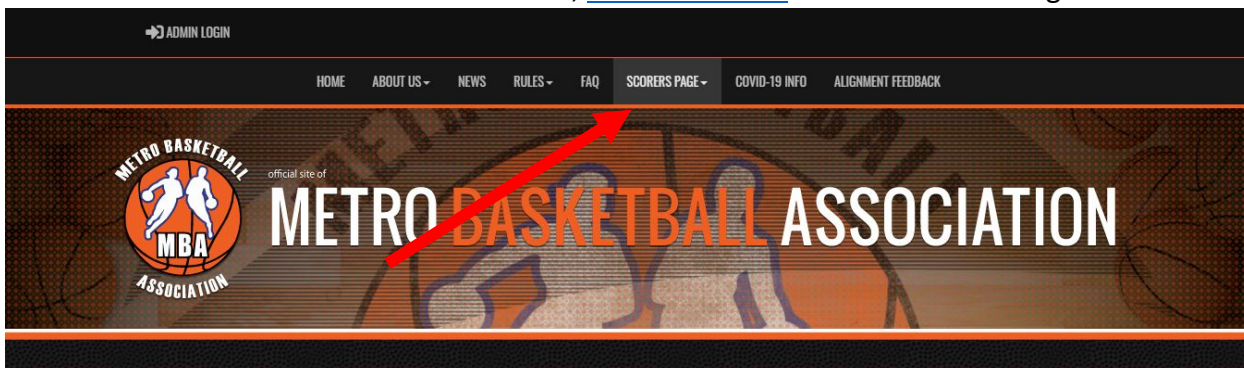 ADMIN LOGIN
HOME ABOUT US NEWS RULES FAQ SCORERS PAGE COVID-19 INFO ALIGNMENT FEEDBACK
METRO BASKETBALL
MBA
ASSOCIATION
official site of
METRO BASKETBALL ASSOCIATION